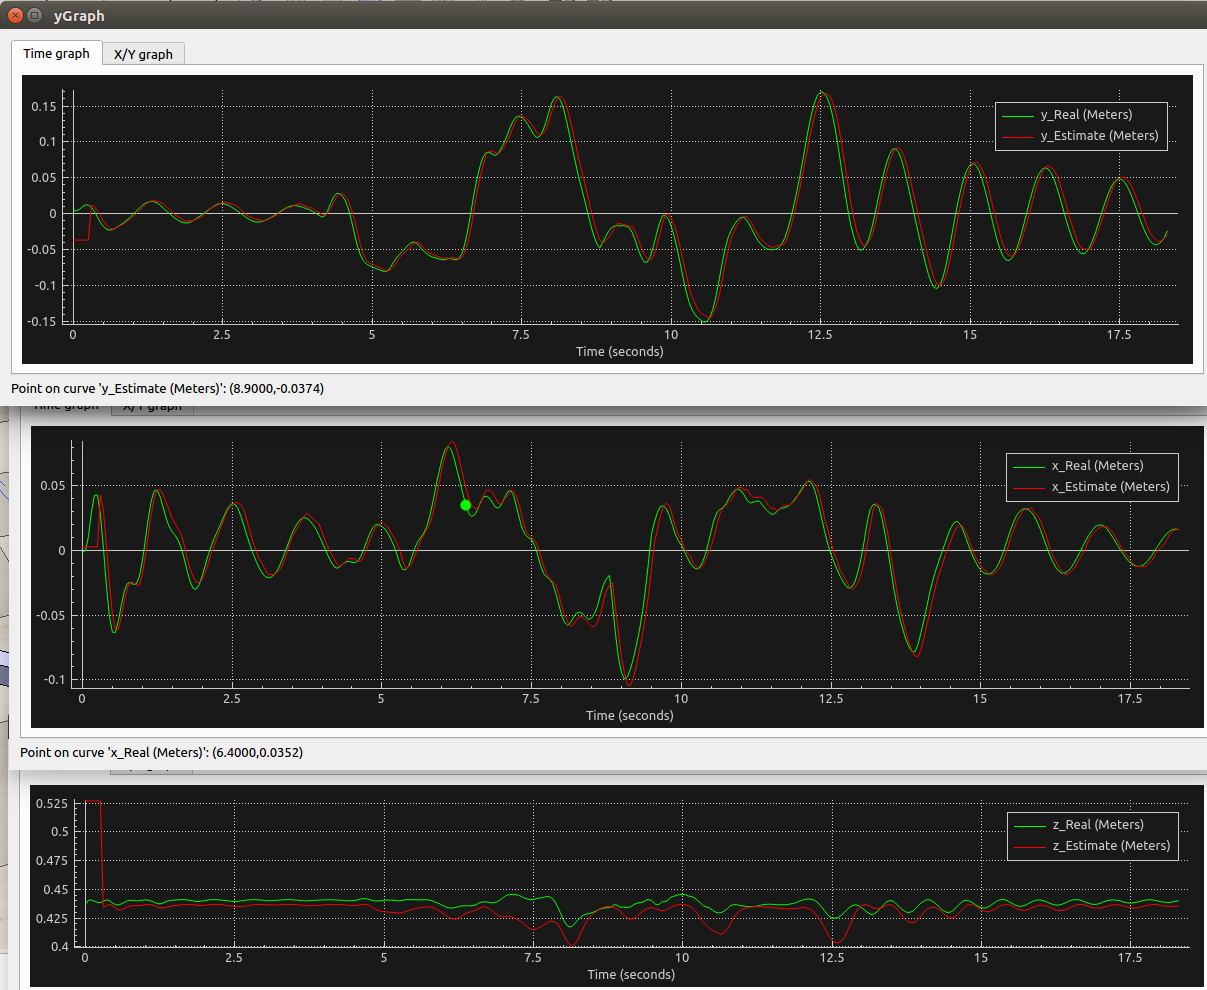 yGraph
Time graph X/Y graph
0.15
0.1
0.05
0
-0.05
-0.1
-0.15
y_Real (Meters)
y_Estimate (Meters)
0 2.5 5 7.5 10 12.5 15 17.5
Time (seconds)
Point on curve 'y_Estimate (Meters)': (8.9000,-0.0374)
Time graph X/Y graph
0.05
0
-0.05
-0.1
x_Real (Meters)
x_Estimate (Meters)
0 2.5 5 7.5 10 12.5 15 17.5
Time (seconds)
Point on curve 'x_Real (Meters)': (6.4000,0.0352)
0.525
0.5
0.475
0.45
0.425
0.4
z_Real (Meters)
z_Estimate (Meters)
0 2.5 5 7.5 10 12.5 15 17.5
Time (seconds)